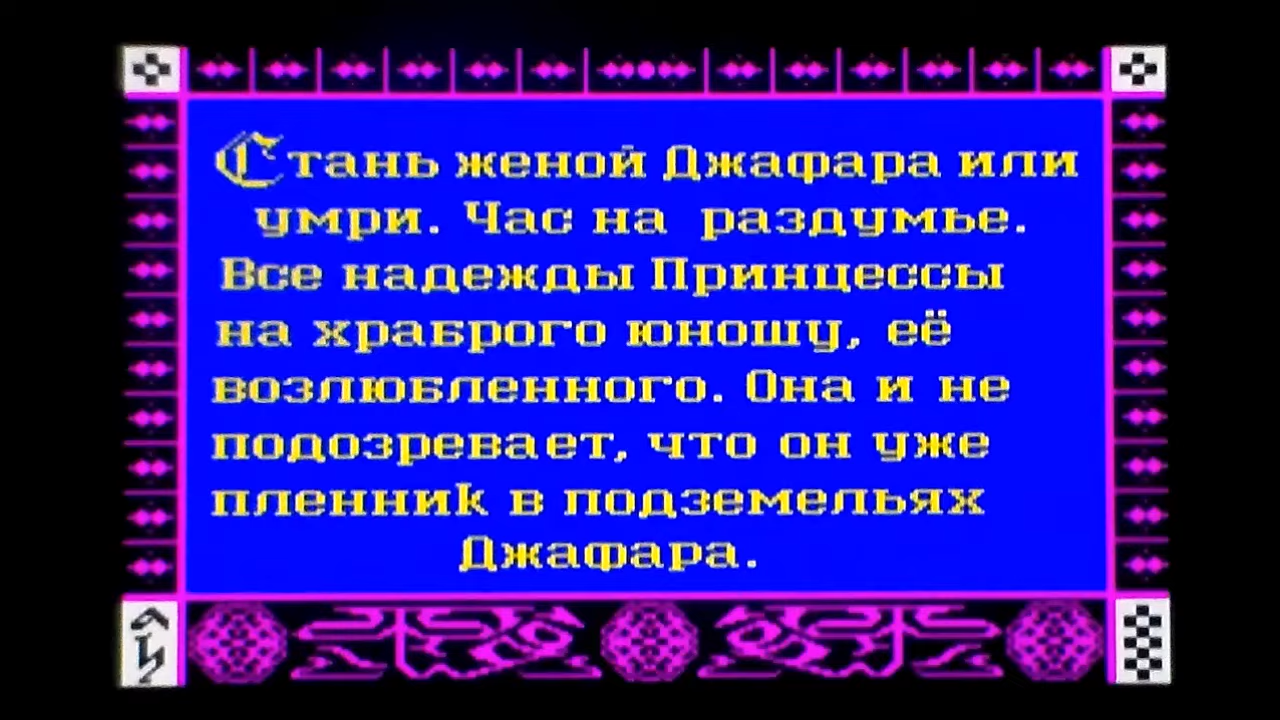 Стань женой Джафара или
умри. Час на раздумье.
Все надежды Принцессы
на храброго юношу, её
возлюбленного. Она и не
подозревает, что он уже
пленник в подземельях
Джафара.